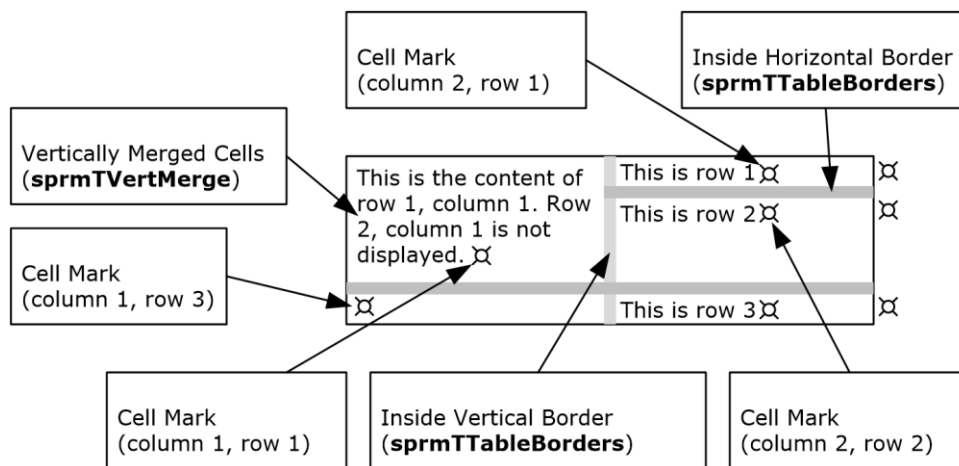 Cell Mark
(column 2, row 1)
Inside Horizontal Border
(sprmTTableBorders)
Vertically Merged Cells
(sprmTVertMerge)
This is the content of
row 1, column 1. Row
2, column 1 is not
displayed.
This is row 1
This is row 2
Cell Mark
(column 1, row 3)
This is row 3
Cell Mark
(column 1, row 1)
Inside Vertical Border
(sprmTTableBorders)
Cell Mark
(column 2, row 2)